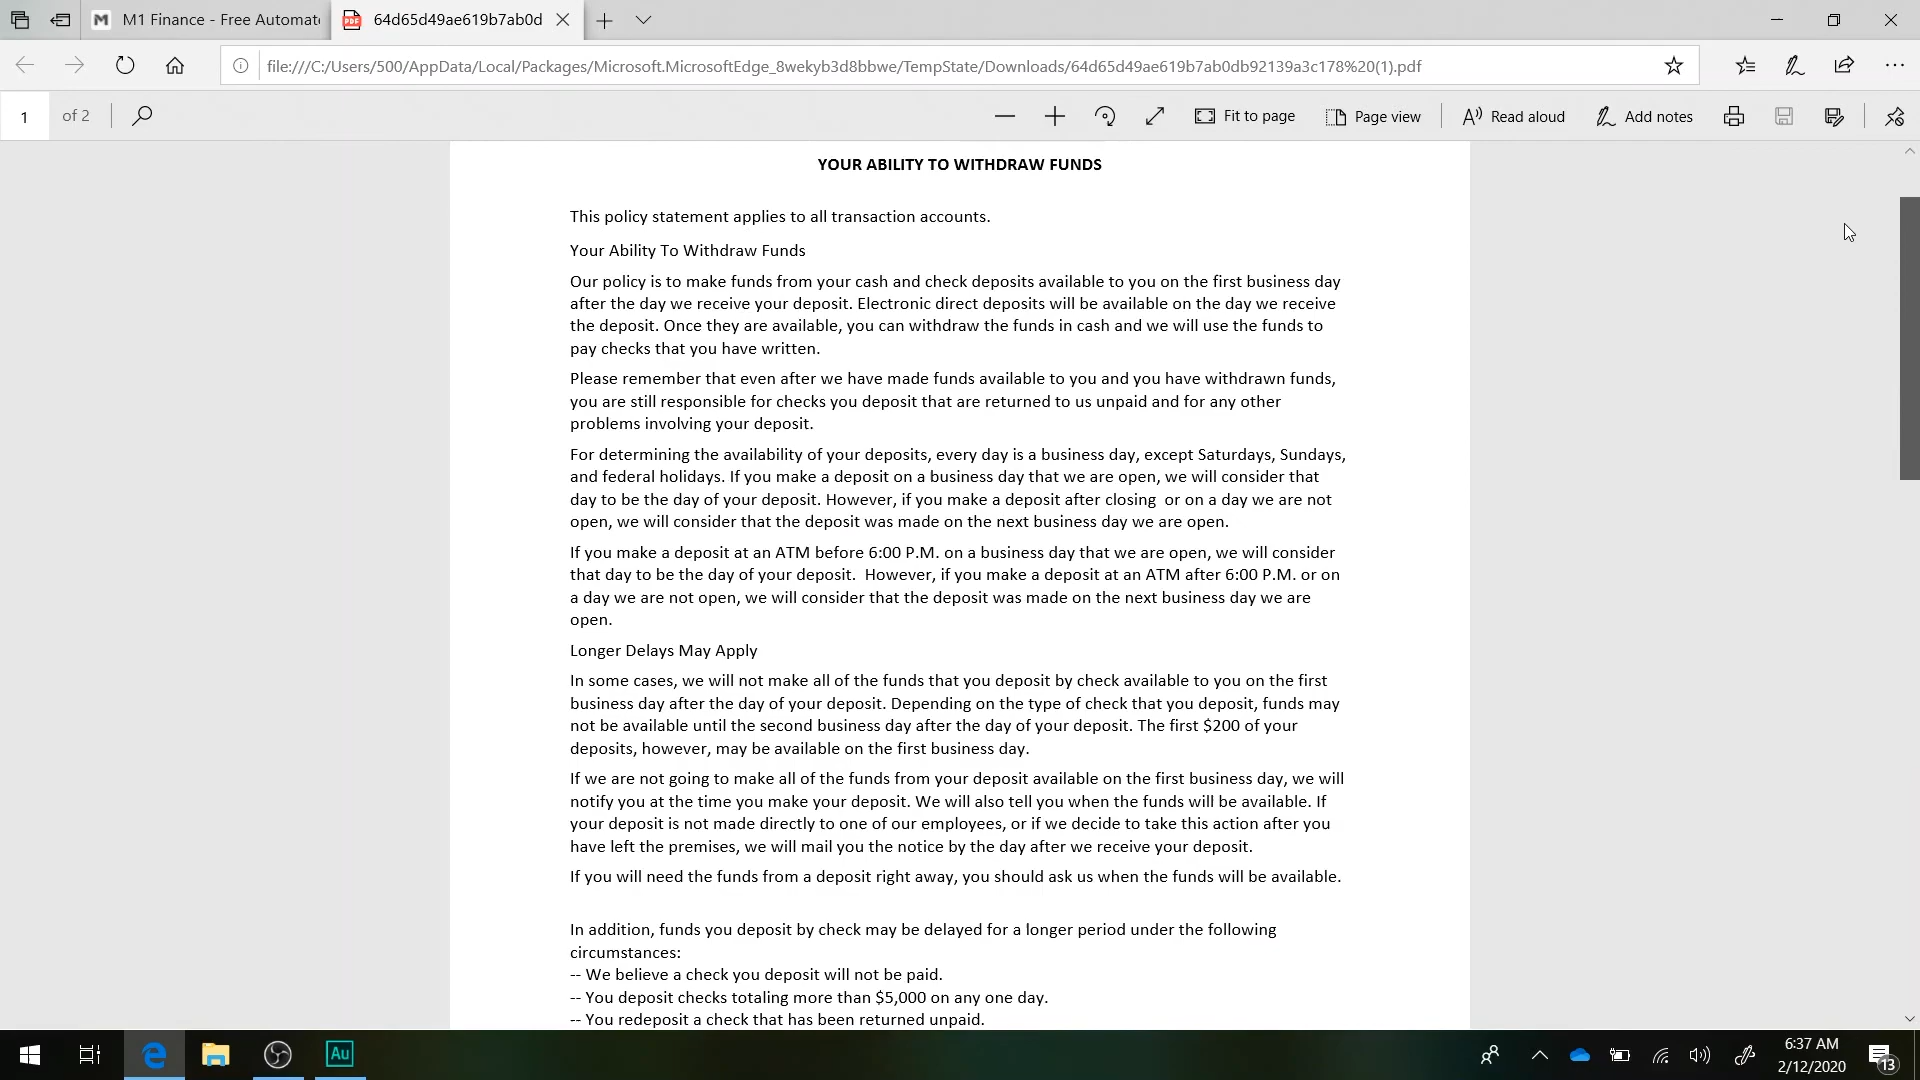 M1 Finance - Free Automate
64d65d49ae619b7ab0d
file:///C:/Users/500/AppData/Local/Packages/Microsoft.MicrosoftEdge_8wekyb3d8bbwe/TempState/Downloads/64d65d49ae619b7ab0db92139a3c178%20(1).pdf
1 of 2 Fit to page Page view Read aloud Add notes
YOUR ABILITY TO WITHDRAW FUNDS
This policy statement applies to all transaction accounts.
Your Ability To Withdraw Funds
Our policy is to make funds from your cash and check deposits available to you on the first business day
after the day we receive your deposit. Electronic direct deposits will be available on the day we receive
the deposit. Once they are available, you can withdraw the funds in cash and we will use the funds to
pay checks that you have written.
Please remember that even after we have made funds available to you and you have withdrawn funds,
you are still responsible for checks you deposit that are returned to us unpaid and for any other
problems involving your deposit.
For determining the availability of your deposits, every day is a business day, except Saturdays, Sundays,
and federal holidays. If you make a deposit on a business day that we are open, we will consider that
day to be the day of your deposit. However, if you make a deposit after closing  or on a day we are not
open, we will consider that the deposit was made on the next business day we are open.
If you make a deposit at an ATM before 6:00 P.M. on a business day that we are open, we will consider
that day to be the day of your deposit.  However, if you make a deposit at an ATM after 6:00 P.M. or on
a day we are not open, we will consider that the deposit was made on the next business day we are
open.
Longer Delays May Apply
In some cases, we will not make all of the funds that you deposit by check available to you on the first
business day after the day of your deposit. Depending on the type of check that you deposit, funds may
not be available until the second business day after the day of your deposit. The first $200 of your
deposits, however, may be available on the first business day.
If we are not going to make all of the funds from your deposit available on the first business day, we will
notify you at the time you make your deposit. We will also tell you when the funds will be available. If
your deposit is not made directly to one of our employees, or if we decide to take this action after you
have left the premises, we will mail you the notice by the day after we receive your deposit.
If you will need the funds from a deposit right away, you should ask us when the funds will be available.
In addition, funds you deposit by check may be delayed for a longer period under the following
circumstances:
-- We believe a check you deposit will not be paid.
-- You deposit checks totaling more than $5,000 on any one day.
-- You redeposit a check that has been returned unpaid.
Au
6:37 AM
2/12/2020
13